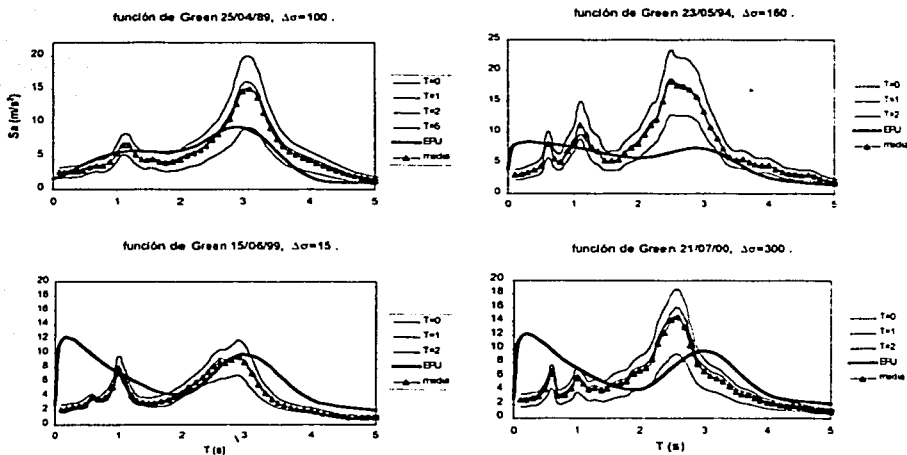 función de Green 25/04/89, Δσ=100 .
Sa (m/s²)
20
15
10
5
0
0 1 2 3 4 5
T=0
T=1
T=2
T=5
EPU
media
función de Green 23/05/94, Δσ=160 .
25
20
15
10
5
0
0 1 2 3 4 5
T=0
T=1
T=2
EPU
media
función de Green 15/06/99, Δσ=15 .
20
18
16
14
12
10
8
6
4
2
0
0 1 2 3 4 5
T (s)
T=0
T=1
T=2
EPU
media
función de Green 21/07/00, Δσ=300 .
20
18
16
14
12
10
8
6
4
2
0
0 1 2 3 4 5
T (s)
T=0
T=1
T=2
EPU
media